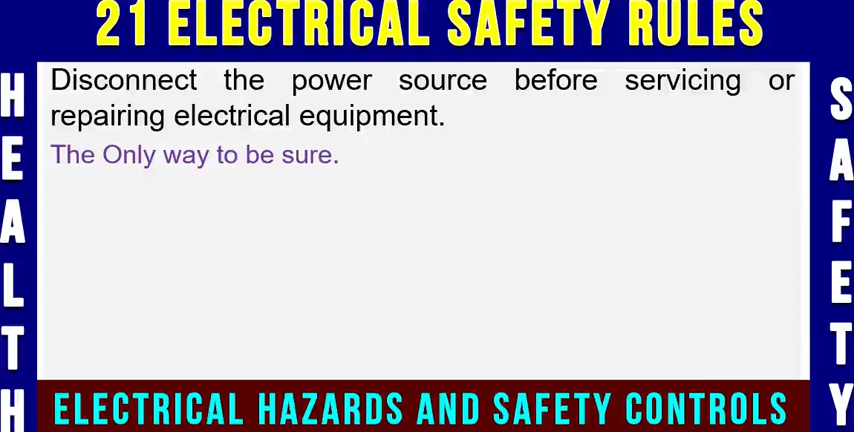 21 ELECTRICAL SAFETY RULES
HEALTH
Disconnect the power source before servicing or
repairing electrical equipment.
The Only way to be sure.
SAFETY
ELECTRICAL HAZARDS AND SAFETY CONTROLS